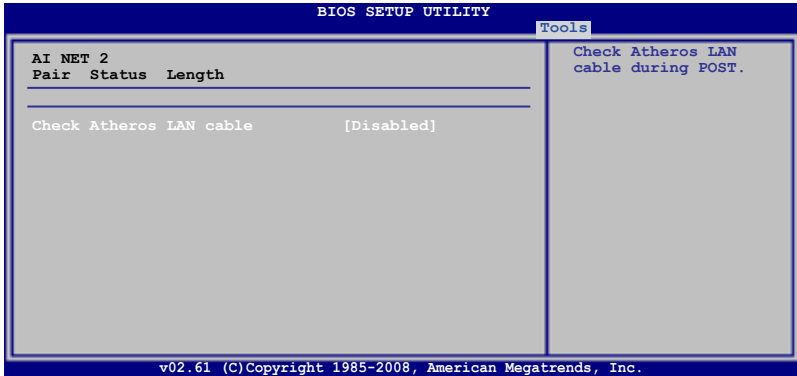 BIOS SETUP UTILITY
Tools
AI NET 2
Pair Status Length
Check Atheros LAN cable [Disabled]
Check Atheros LAN
cable during POST.
v02.61 (C)Copyright 1985-2008, American Megatrends, Inc.